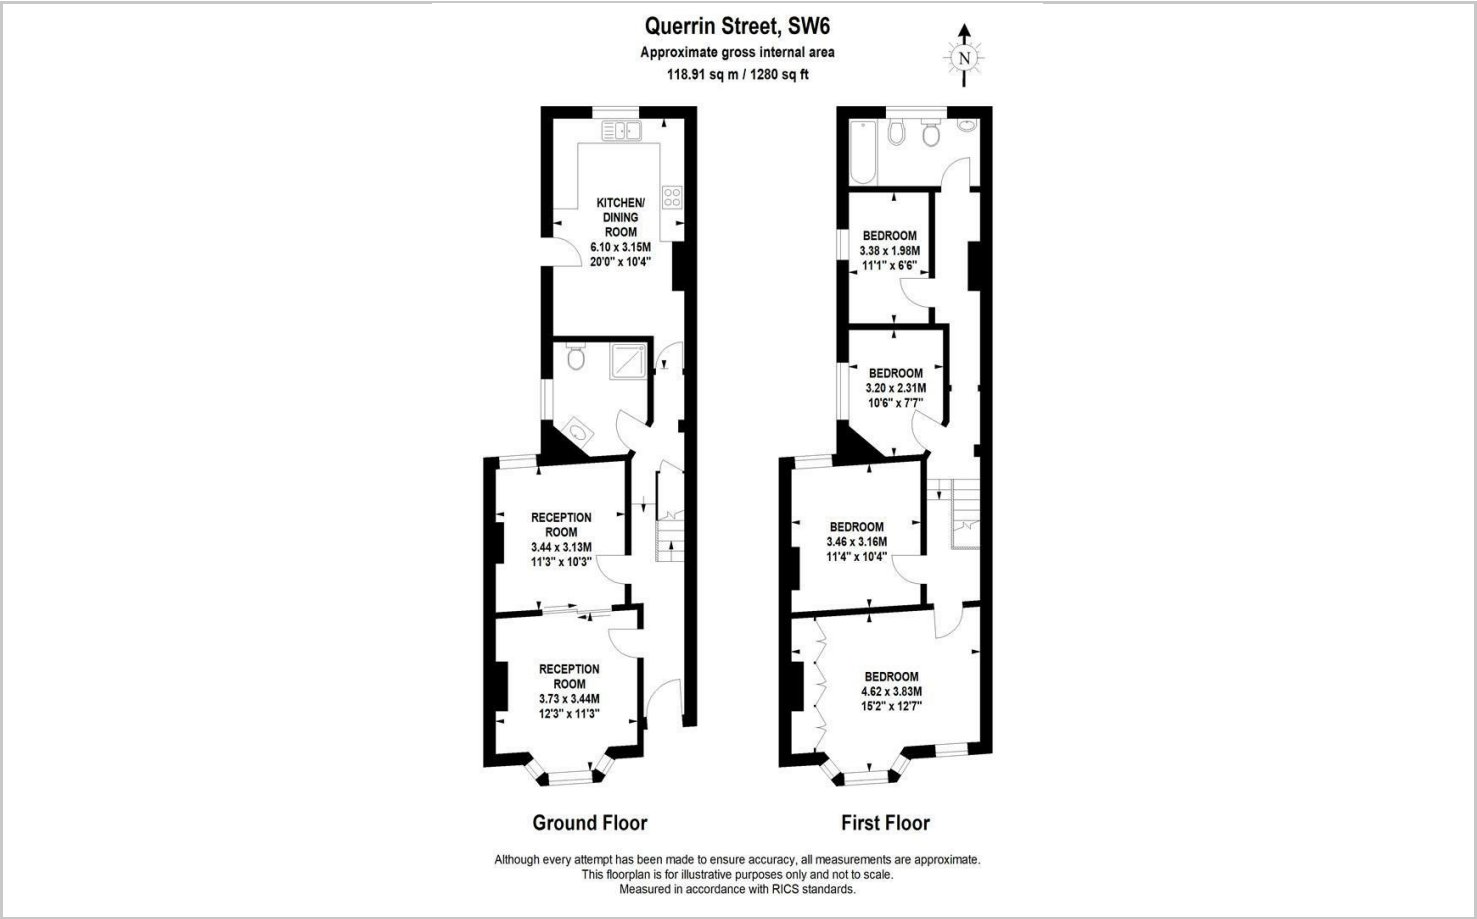 Querrin Street, SW6
Approximate gross internal area
118.91 sq m / 1280 sq ft
N
KITCHEN/
DINING
ROOM
6.10 x 3.15M
20'0" x 10'4"
RECEPTION
ROOM
3.44 x 3.13M
11'3" x 10'3"
RECEPTION
ROOM
3.73 x 3.44M
12'3" x 11'3"
Ground Floor
BEDROOM
3.38 x 1.98M
11'1" x 6'6"
BEDROOM
3.20 x 2.31M
10'6" x 7'7"
BEDROOM
3.46 x 3.16M
11'4" x 10'4"
BEDROOM
4.62 x 3.83M
15'2" x 12'7"
First Floor
Although every attempt has been made to ensure accuracy, all measurements are approximate.
This floorplan is for illustrative purposes only and not to scale.
Measured in accordance with RICS standards.